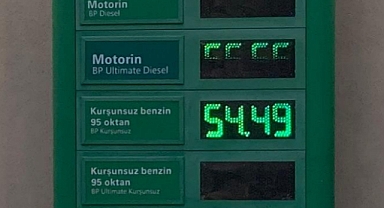 Motorin
BP Diesel
Motorin
BP Ultimate Diesel
Kurşunsuz benzin
95 oktan
BP Kurşunsuz
54.49
Kurşunsuz benzin
95 oktan
BP Ultimate Kurşunsuz